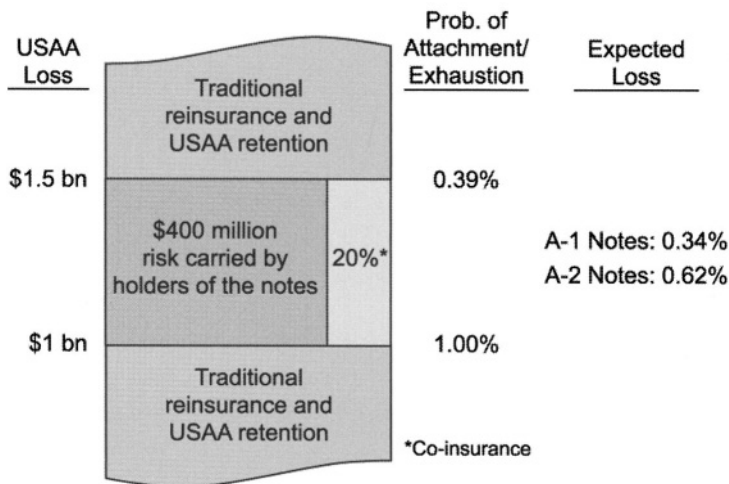 USAA
Loss
Prob. of
Attachment/
Exhaustion
Expected
Loss
Traditional
reinsurance and
USAA retention
$1.5 bn
0.39%
$400 million
risk carried by
holders of the notes
20%*
A-1 Notes: 0.34%
A-2 Notes: 0.62%
$1 bn
1.00%
Traditional
reinsurance and
USAA retention
*Co-insurance